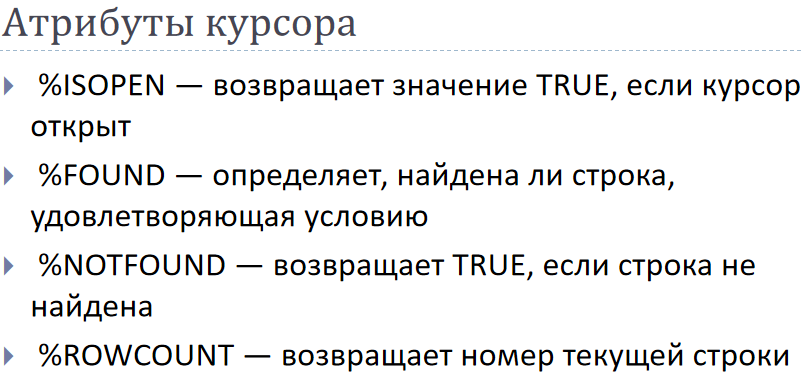 Атрибуты курсора
%ISOPEN — возвращает значение TRUE, если курсор
открыт
%FOUND — определяет, найдена ли строка,
удовлетворяющая условию
%NOTFOUND — возвращает TRUE, если строка не
найдена
%ROWCOUNT — возвращает номер текущей строки